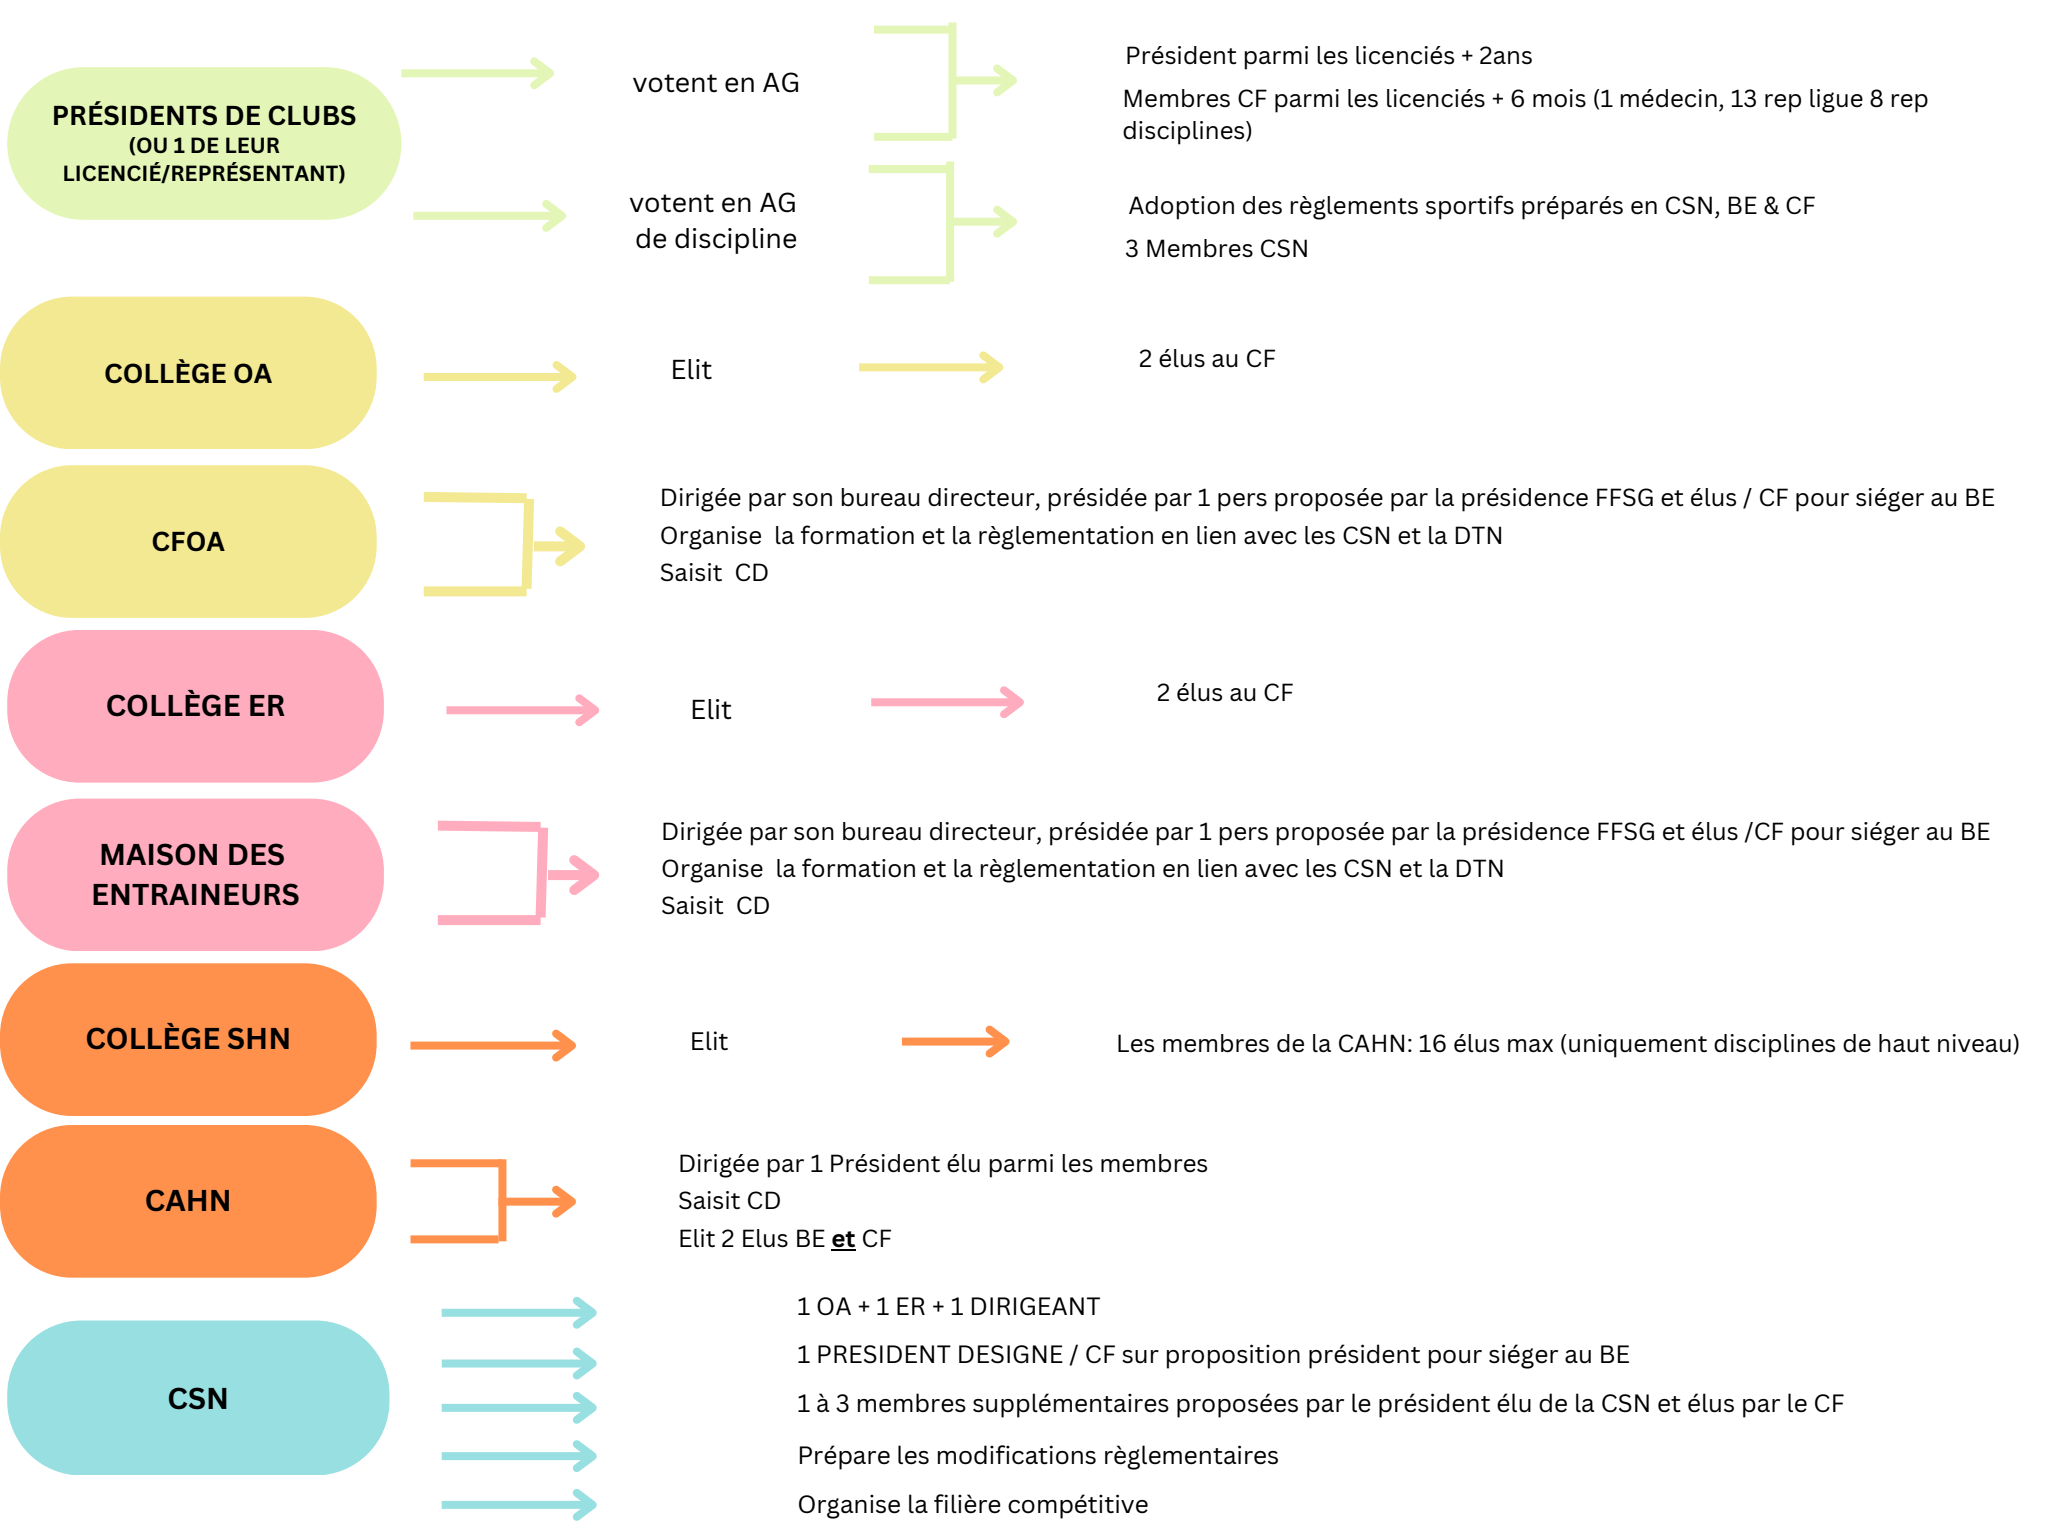 PRÉSIDENTS DE CLUBS
(OU 1 DE LEUR
LICENCIÉ/REPRÉSENTANT)
votent en AG
Président parmi les licenciés + 2ans
Membres CF parmi les licenciés + 6 mois (1 médecin, 13 rep ligue 8 rep
disciplines)
votent en AG
de discipline
Adoption des règlements sportifs préparés en CSN, BE & CF
3 Membres CSN
COLLÈGE OA
Elit
2 élus au CF
CFOA
Dirigée par son bureau directeur, présidée par 1 pers proposée par la présidence FFSG et élus / CF pour siéger au BE
Organise  la formation et la règlementation en lien avec les CSN et la DTN
Saisit  CD
COLLÈGE ER
Elit
2 élus au CF
MAISON DES
ENTRAINEURS
Dirigée par son bureau directeur, présidée par 1 pers proposée par la présidence FFSG et élus /CF pour siéger au BE
Organise  la formation et la règlementation en lien avec les CSN et la DTN
Saisit  CD
COLLÈGE SHN
Elit
Les membres de la CAHN: 16 élus max (uniquement disciplines de haut niveau)
CAHN
Dirigée par 1 Président élu parmi les membres
Saisit CD
Elit 2 Elus BE et CF
CSN
1 OA + 1 ER + 1 DIRIGEANT
1 PRESIDENT DESIGNE / CF sur proposition président pour siéger au BE
1 à 3 membres supplémentaires proposées par le président élu de la CSN et élus par le CF
Prépare les modifications règlementaires
Organise la filière compétitive